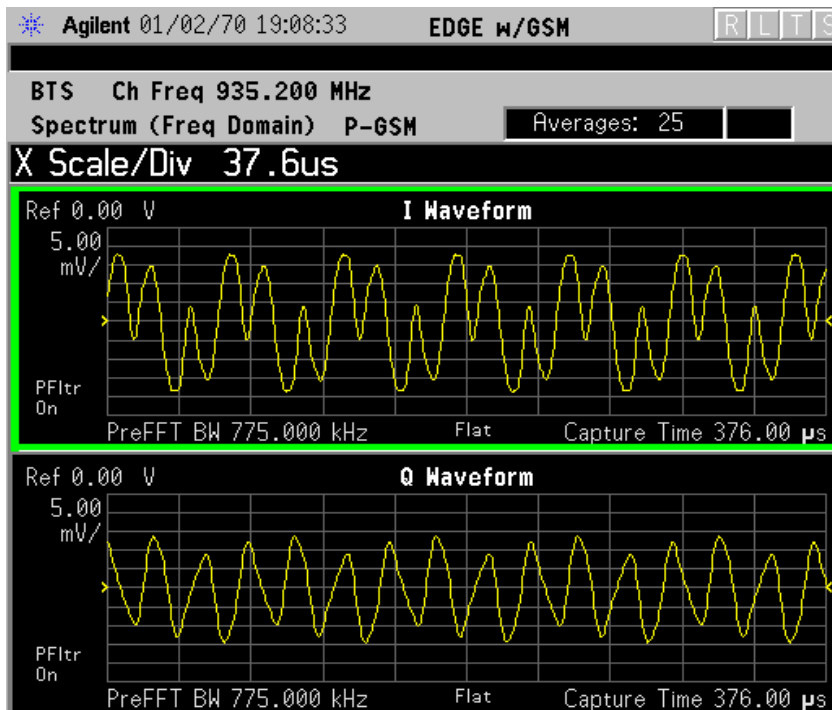 Agilent 01/02/70 19:08:33 EDGE w/GSM R L T S
BTS Ch Freq 935.200 MHz
Spectrum (Freq Domain) P-GSM Averages: 25
X Scale/Div 37.6us
Ref 0.00 V I Waveform
5.00
mV/
PFltr
On
PreFFT BW 775.000 kHz Flat Capture Time 376.00 µs
Ref 0.00 V Q Waveform
5.00
mV/
PFltr
On
PreFFT BW 775.000 kHz Flat Capture Time 376.00 µs